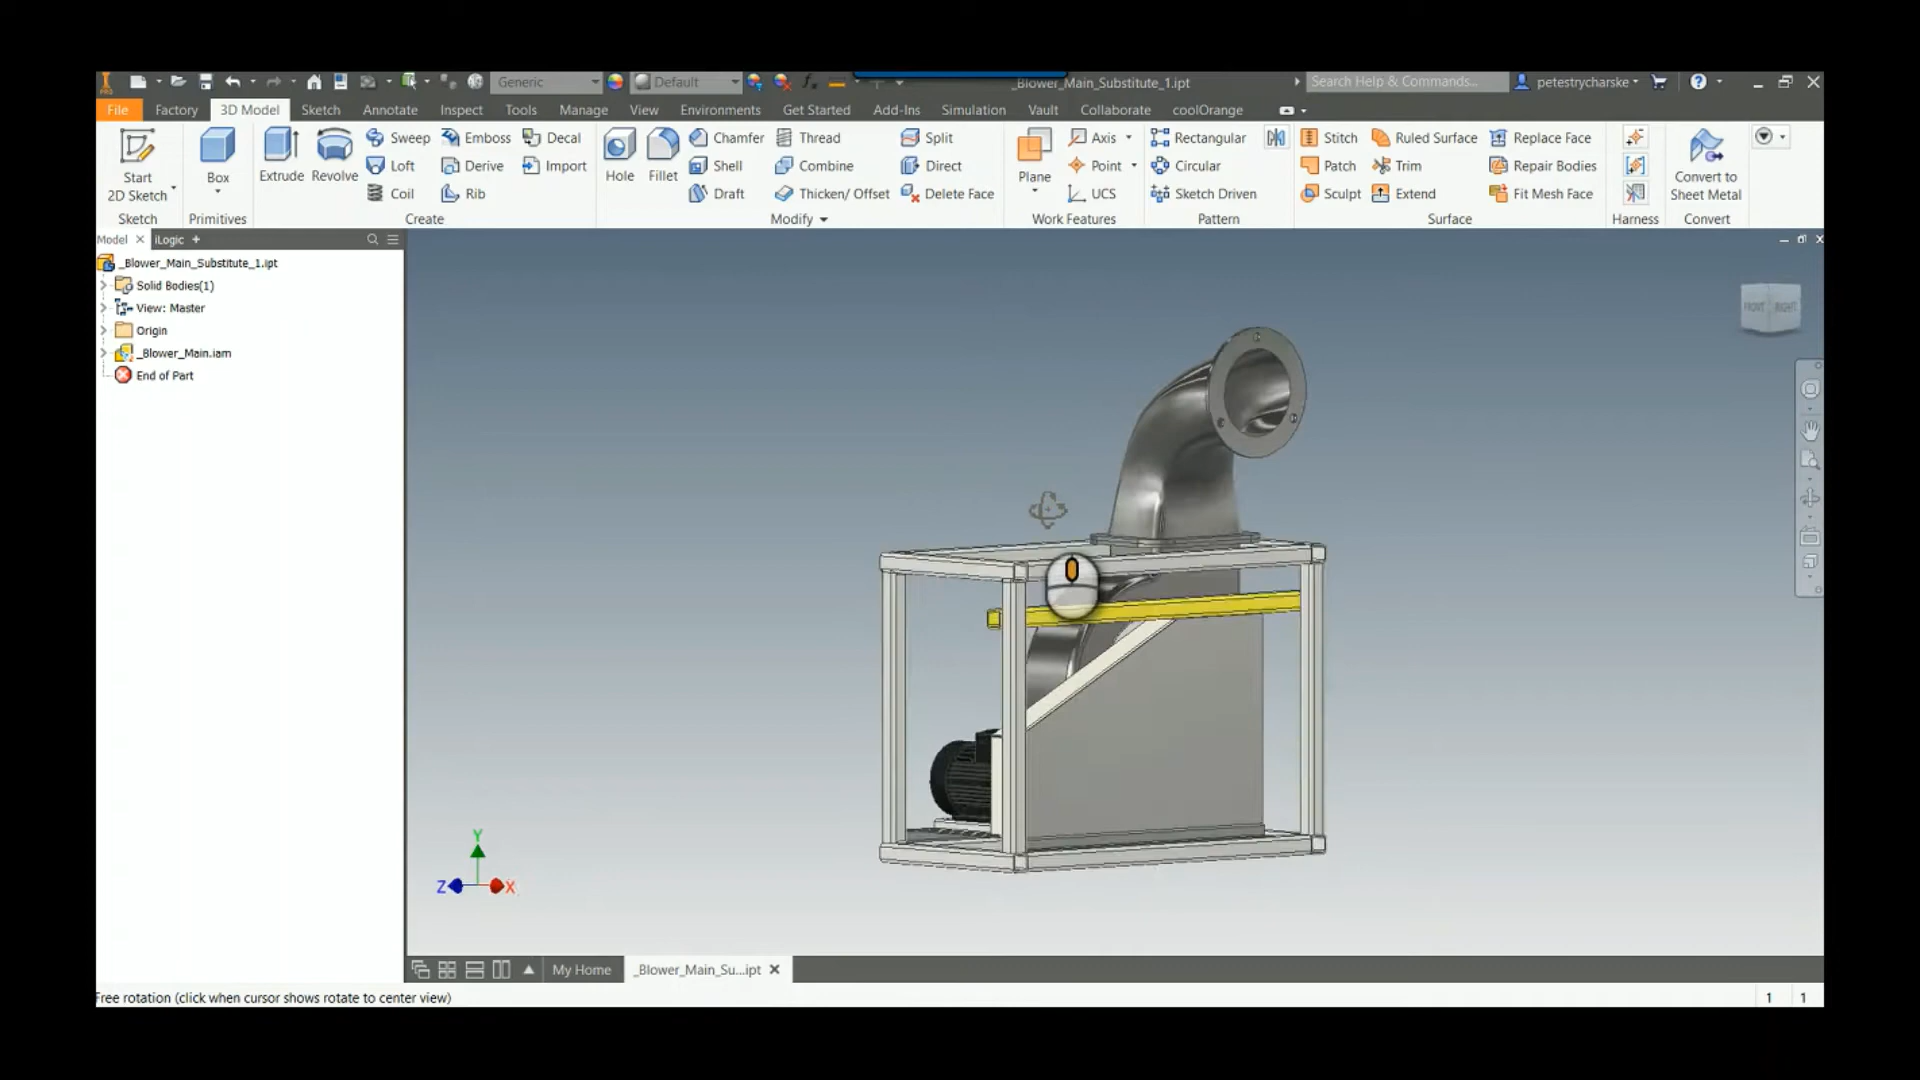 Generic Default _Blower_Main_Substitute_1.ipt Search Help & Commands... petestrycharske
File Factory 3D Model Sketch Annotate Inspect Tools Manage View Environments Get Started Add-Ins Simulation Vault Collaborate coolOrange
Sweep Emboss Decal Chamfer Thread Split Axis Rectangular Stitch Ruled Surface Replace Face
Loft Derive Import Shell Combine Direct Point Circular Patch Trim Repair Bodies
Start
2D Sketch Box Extrude Revolve Hole Fillet Plane Convert to
Sheet Metal
Coil Rib Draft Thicken/ Offset Delete Face UCS Sketch Driven Sculpt Extend Fit Mesh Face
Sketch Primitives Create Modify Work Features Pattern Surface Harness Convert
Model iLogic +
_Blower_Main_Substitute_1.ipt
Solid Bodies(1)
View: Master
Origin
_Blower_Main.iam
End of Part
FRONT RIGHT
Y
Z X
My Home _Blower_Main_Su...ipt
Free rotation (click when cursor shows rotate to center view) 1 1